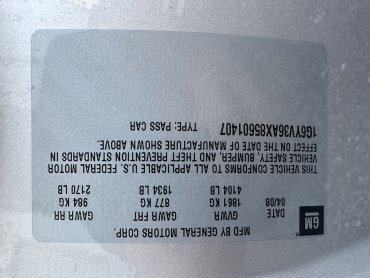 MFD BY GENERAL MOTORS CORP.
GM
DATE GVWR GAWR FRT GAWR RR
04/08 1861 KG 877 KG 984 KG
4104 LB 1934 LB 2170 LB
THIS VEHICLE CONFORMS TO ALL APPLICABLE U.S. FEDERAL MOTOR
VEHICLE SAFETY, BUMPER, AND THEFT PREVENTION STANDARDS IN
EFFECT ON THE DATE OF MANUFACTURE SHOWN ABOVE.
1G6YV36AX85601407 TYPE: PASS CAR